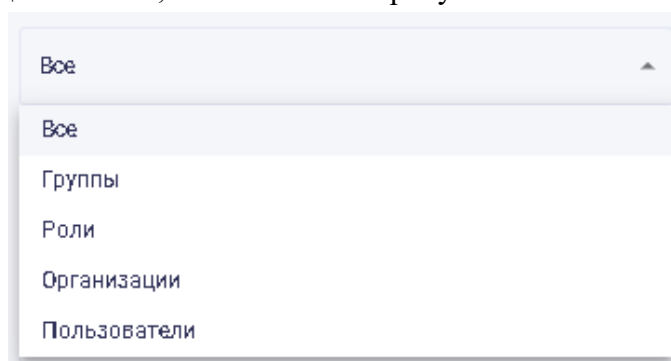 Все
Все
Группы
Роли
Организации
Пользователи